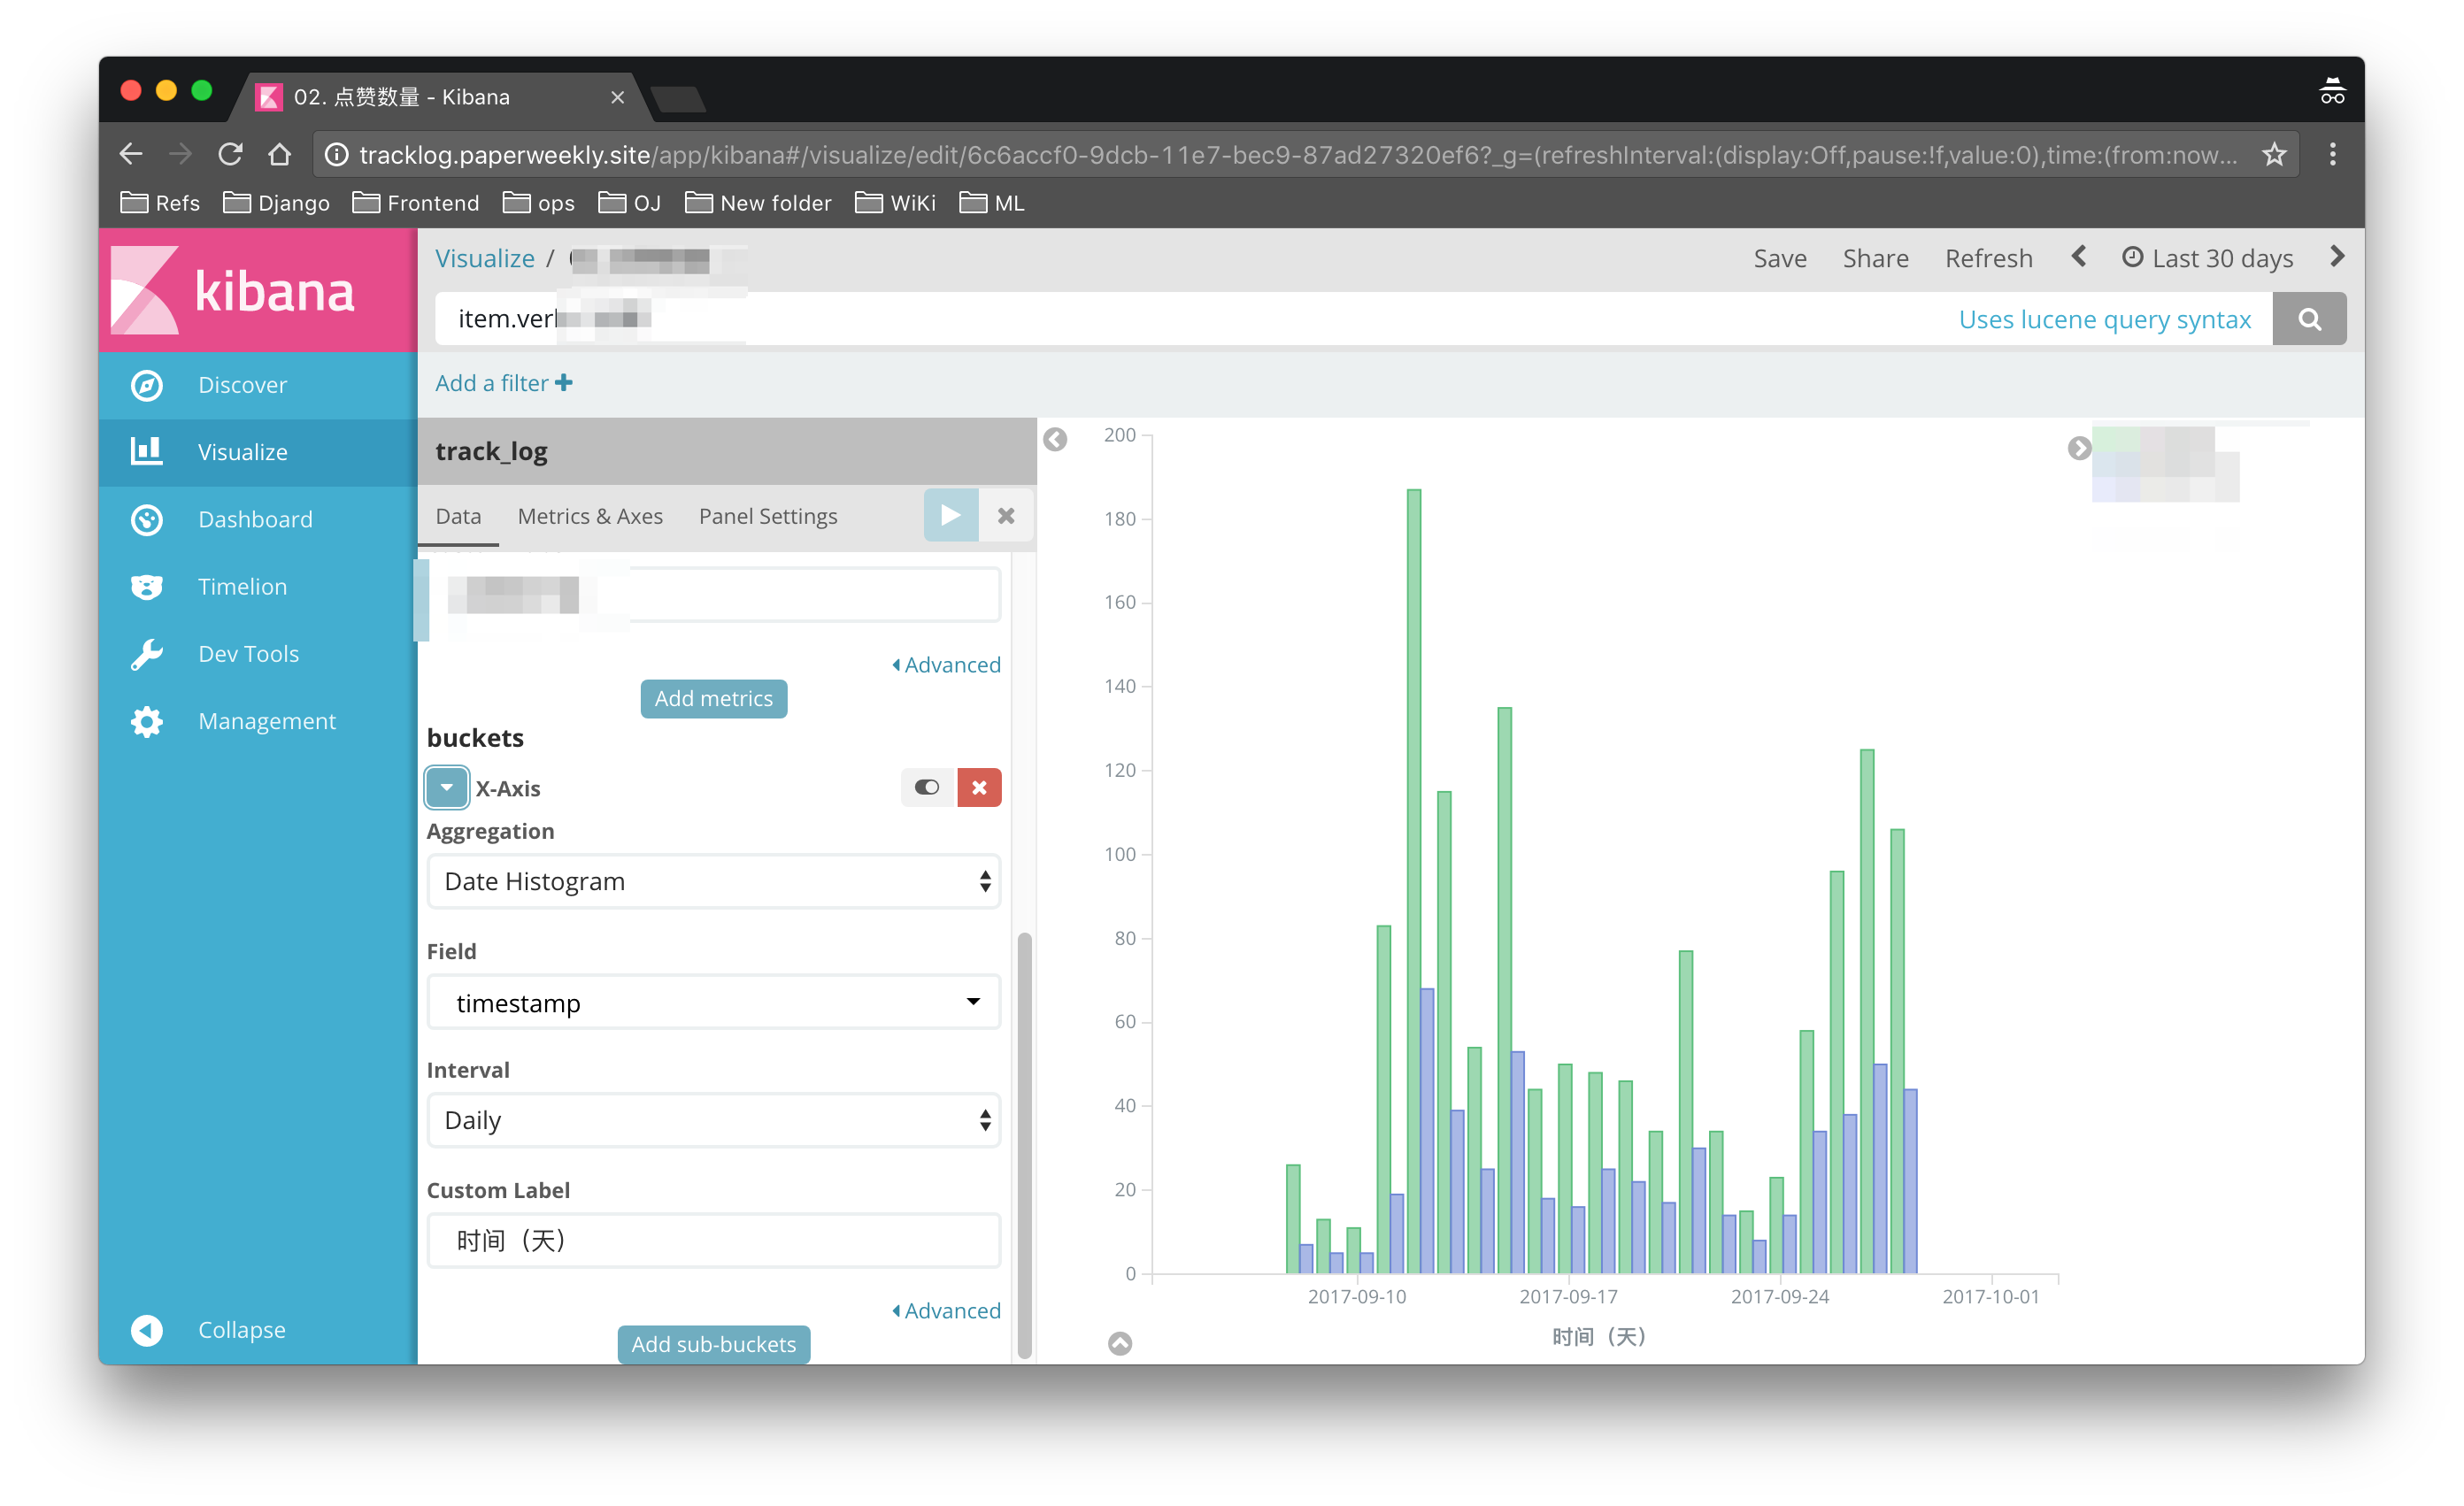 02. 点赞数量 - Kibana
tracklog.paperweekly.site/app/kibana#/visualize/edit/6c6accf0-9dcb-11e7-bec9-87ad27320ef6?_g=(refreshInterval:(display:Off,pause:!f,value:0),time:(from:now...
Refs Django Frontend ops OJ New folder WiKi ML
kibana
Discover
Visualize
Dashboard
Timelion
Dev Tools
Management
Collapse
Visualize /
Save Share Refresh Last 30 days
Uses lucene query syntax
Add a filter
track_log
Data Metrics & Axes Panel Settings
Advanced
Add metrics
buckets
X-Axis
Aggregation
Date Histogram
Field
timestamp
Interval
Daily
Custom Label
时间（天）
Advanced
Add sub-buckets
200
180
160
140
120
100
80
60
40
20
0
2017-09-10 2017-09-17 2017-09-24 2017-10-01
时间（天）